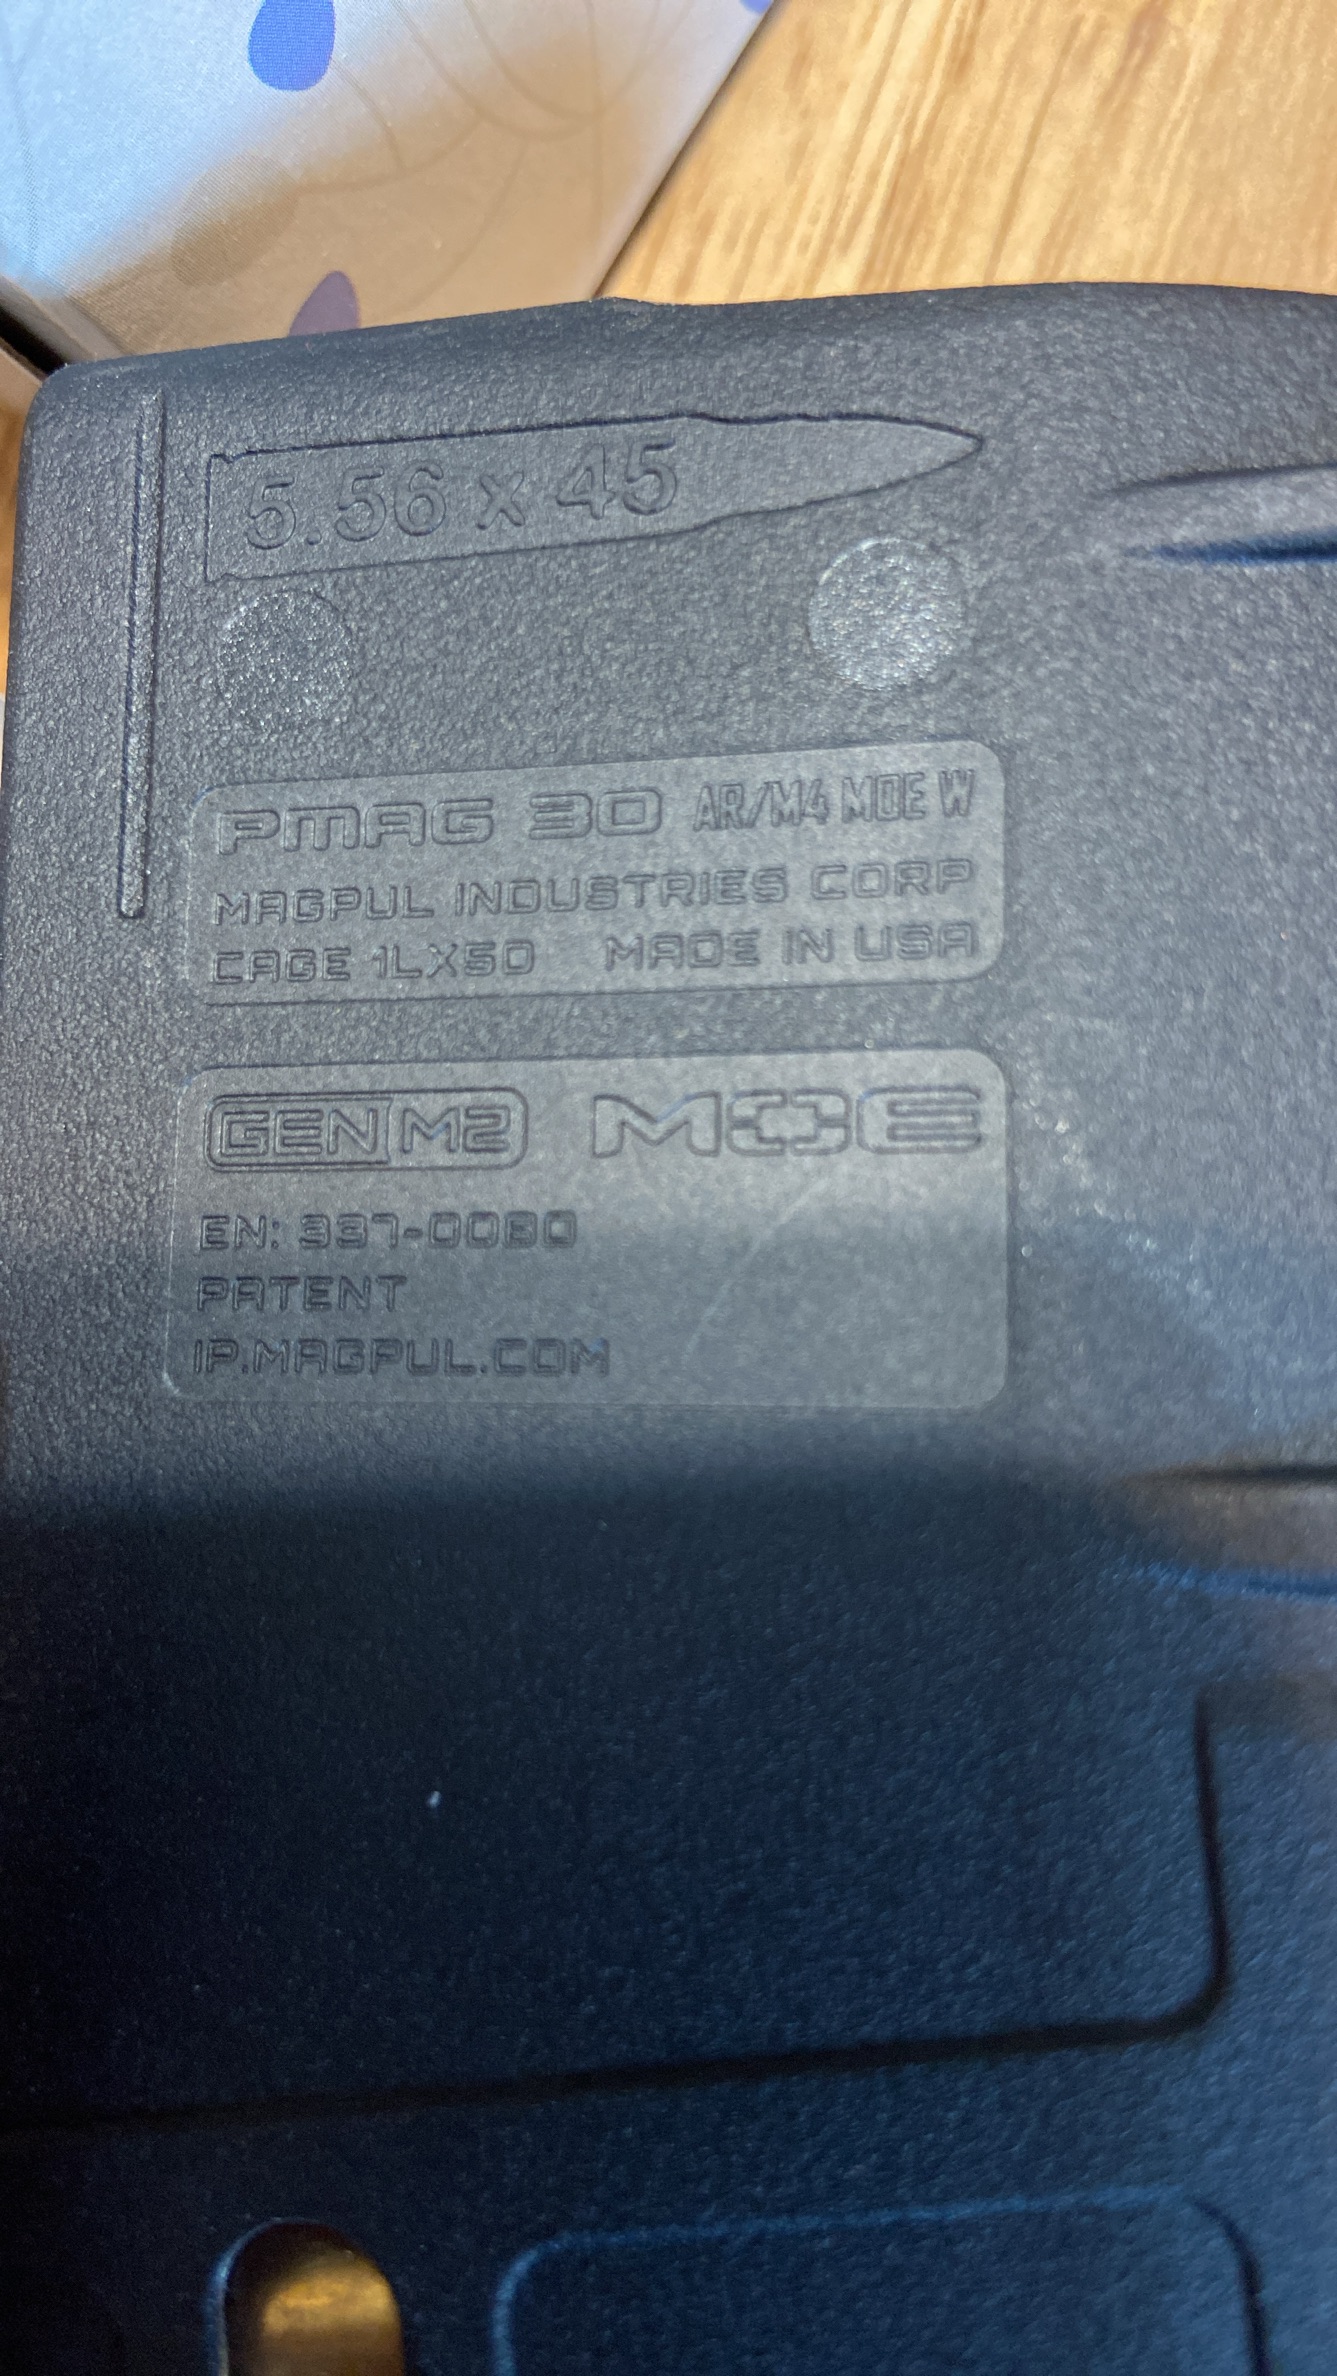 5.56 x 45
PMAG 30 AR/M4 MOE W
MAGPUL INDUSTRIES CORP
CAGE 1LX50 MADE IN USA
GEN M2 MOE
EN: 337-0080
PATENT
IP.MAGPUL.COM